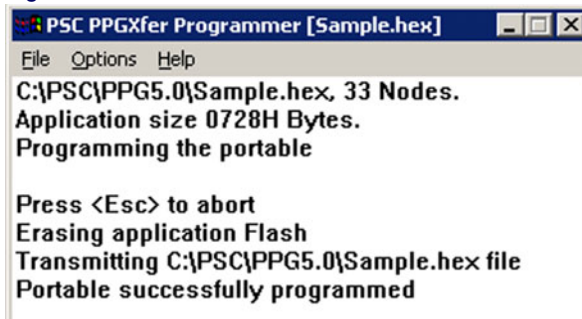 PSC PPGXfer Programmer [Sample.hex]
File Options Help
C:\PSC\PPG5.0\Sample.hex, 33 Nodes.
Application size 0728H Bytes.
Programming the portable
Press <Esc> to abort
Erasing application Flash
Transmitting C:\PSC\PPG5.0\Sample.hex file
Portable successfully programmed